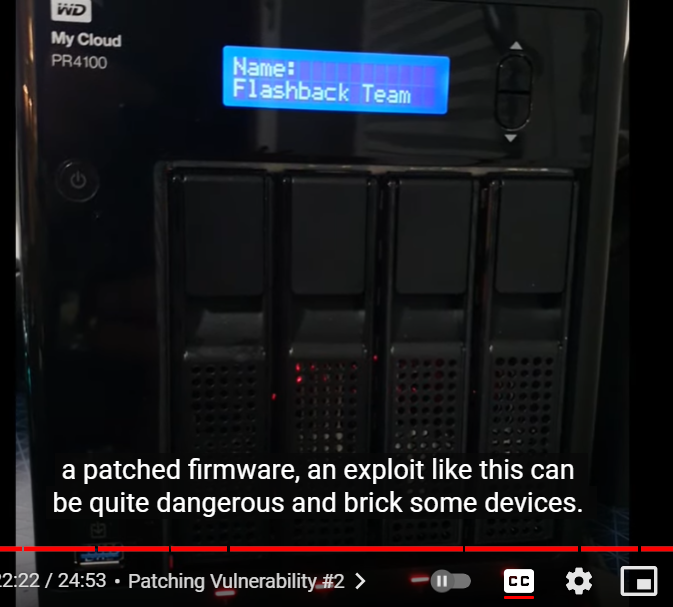 WD
My Cloud
PR4100
Name:
Flashback Team
a patched firmware, an exploit like this can
be quite dangerous and brick some devices.
22:22 / 24:53 • Patching Vulnerability #2 >
CC